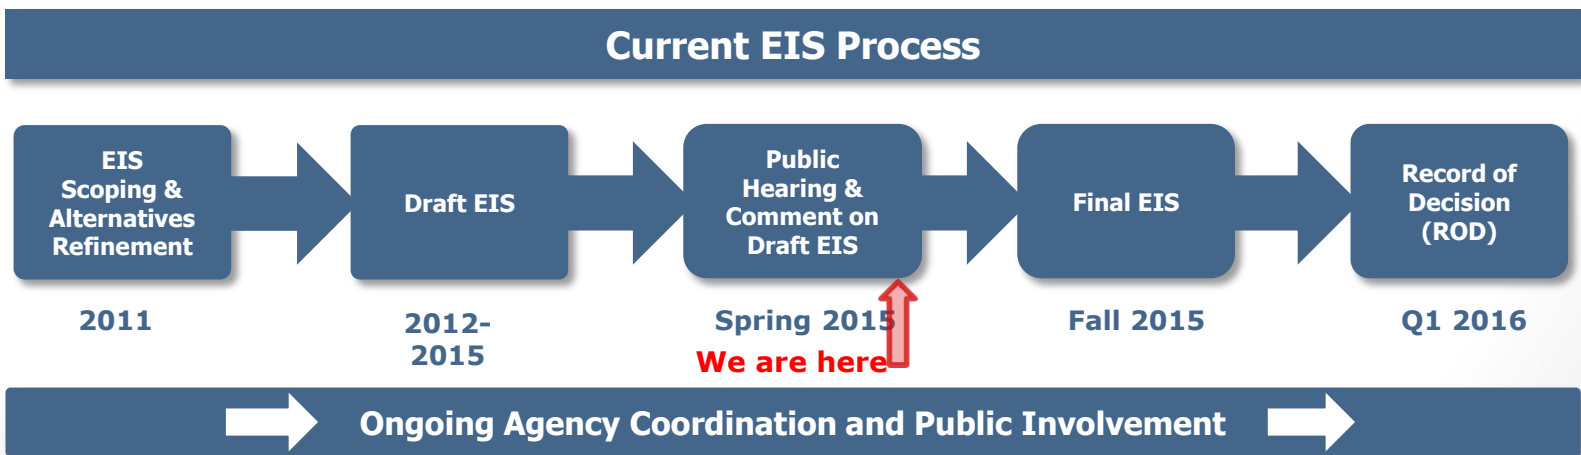 Current EIS Process
EIS
Scoping &
Alternatives
Refinement
Draft EIS
Public
Hearing &
Comment on
Draft EIS
Final EIS
Record of
Decision
(ROD)
2011
2012-
2015
Spring 2015
Fall 2015
Q1 2016
We are here
Ongoing Agency Coordination and Public Involvement